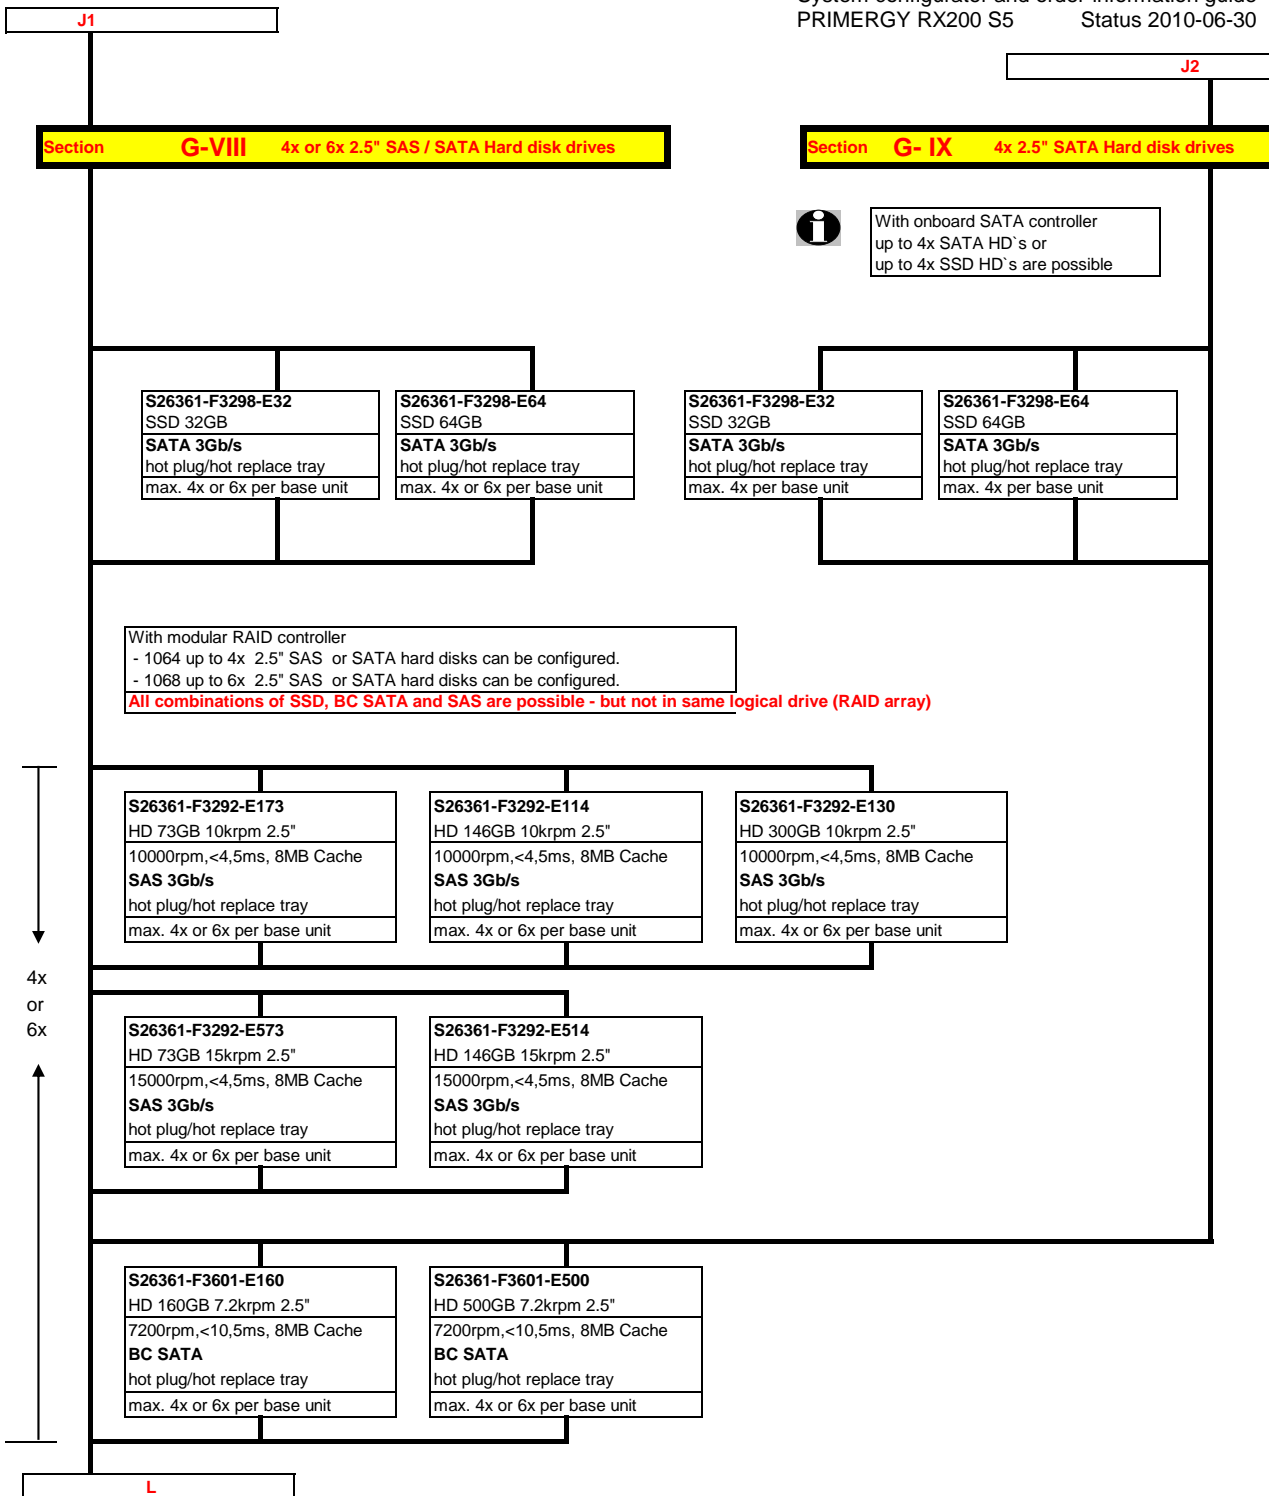 System configurator and order-information guide
PRIMERGY RX200 S5 Status 2010-06-30
J1
J2
Section G-VIII 4x or 6x 2.5" SAS / SATA Hard disk drives
Section G- IX 4x 2.5" SATA Hard disk drives
With onboard SATA controller
up to 4x SATA HD`s or
up to 4x SSD HD`s are possible
S26361-F3298-E32
SSD 32GB
SATA 3Gb/s
hot plug/hot replace tray
max. 4x or 6x per base unit
S26361-F3298-E64
SSD 64GB
SATA 3Gb/s
hot plug/hot replace tray
max. 4x or 6x per base unit
S26361-F3298-E32
SSD 32GB
SATA 3Gb/s
hot plug/hot replace tray
max. 4x per base unit
S26361-F3298-E64
SSD 64GB
SATA 3Gb/s
hot plug/hot replace tray
max. 4x per base unit
With modular RAID controller
- 1064 up to 4x 2.5" SAS or SATA hard disks can be configured.
- 1068 up to 6x 2.5" SAS or SATA hard disks can be configured.
All combinations of SSD, BC SATA and SAS are possible - but not in same logical drive (RAID array)
S26361-F3292-E173
HD 73GB 10krpm 2.5"
10000rpm,<4,5ms, 8MB Cache
SAS 3Gb/s
hot plug/hot replace tray
max. 4x or 6x per base unit
S26361-F3292-E114
HD 146GB 10krpm 2.5"
10000rpm,<4,5ms, 8MB Cache
SAS 3Gb/s
hot plug/hot replace tray
max. 4x or 6x per base unit
S26361-F3292-E130
HD 300GB 10krpm 2.5"
10000rpm,<4,5ms, 8MB Cache
SAS 3Gb/s
hot plug/hot replace tray
max. 4x or 6x per base unit
4x
or
6x
S26361-F3292-E573
HD 73GB 15krpm 2.5"
15000rpm,<4,5ms, 8MB Cache
SAS 3Gb/s
hot plug/hot replace tray
max. 4x or 6x per base unit
S26361-F3292-E514
HD 146GB 15krpm 2.5"
15000rpm,<4,5ms, 8MB Cache
SAS 3Gb/s
hot plug/hot replace tray
max. 4x or 6x per base unit
S26361-F3601-E160
HD 160GB 7.2krpm 2.5"
7200rpm,<10,5ms, 8MB Cache
BC SATA
hot plug/hot replace tray
max. 4x or 6x per base unit
S26361-F3601-E500
HD 500GB 7.2krpm 2.5"
7200rpm,<10,5ms, 8MB Cache
BC SATA
hot plug/hot replace tray
max. 4x or 6x per base unit
L